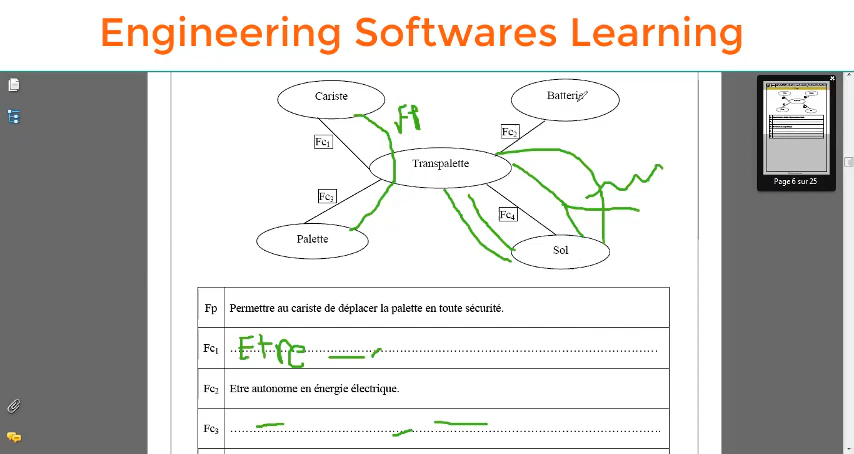 Engineering Softwares Learning
Cariste
Batterie
Fp
Fc1
Fc2
Transpalette
Fc3
Fc4
Palette
Sol
Page 6 sur 25
Fp Permettre au cariste de déplacer la palette en toute sécurité.
Fc1 Etre
Fc2 Etre autonome en énergie électrique.
Fc3